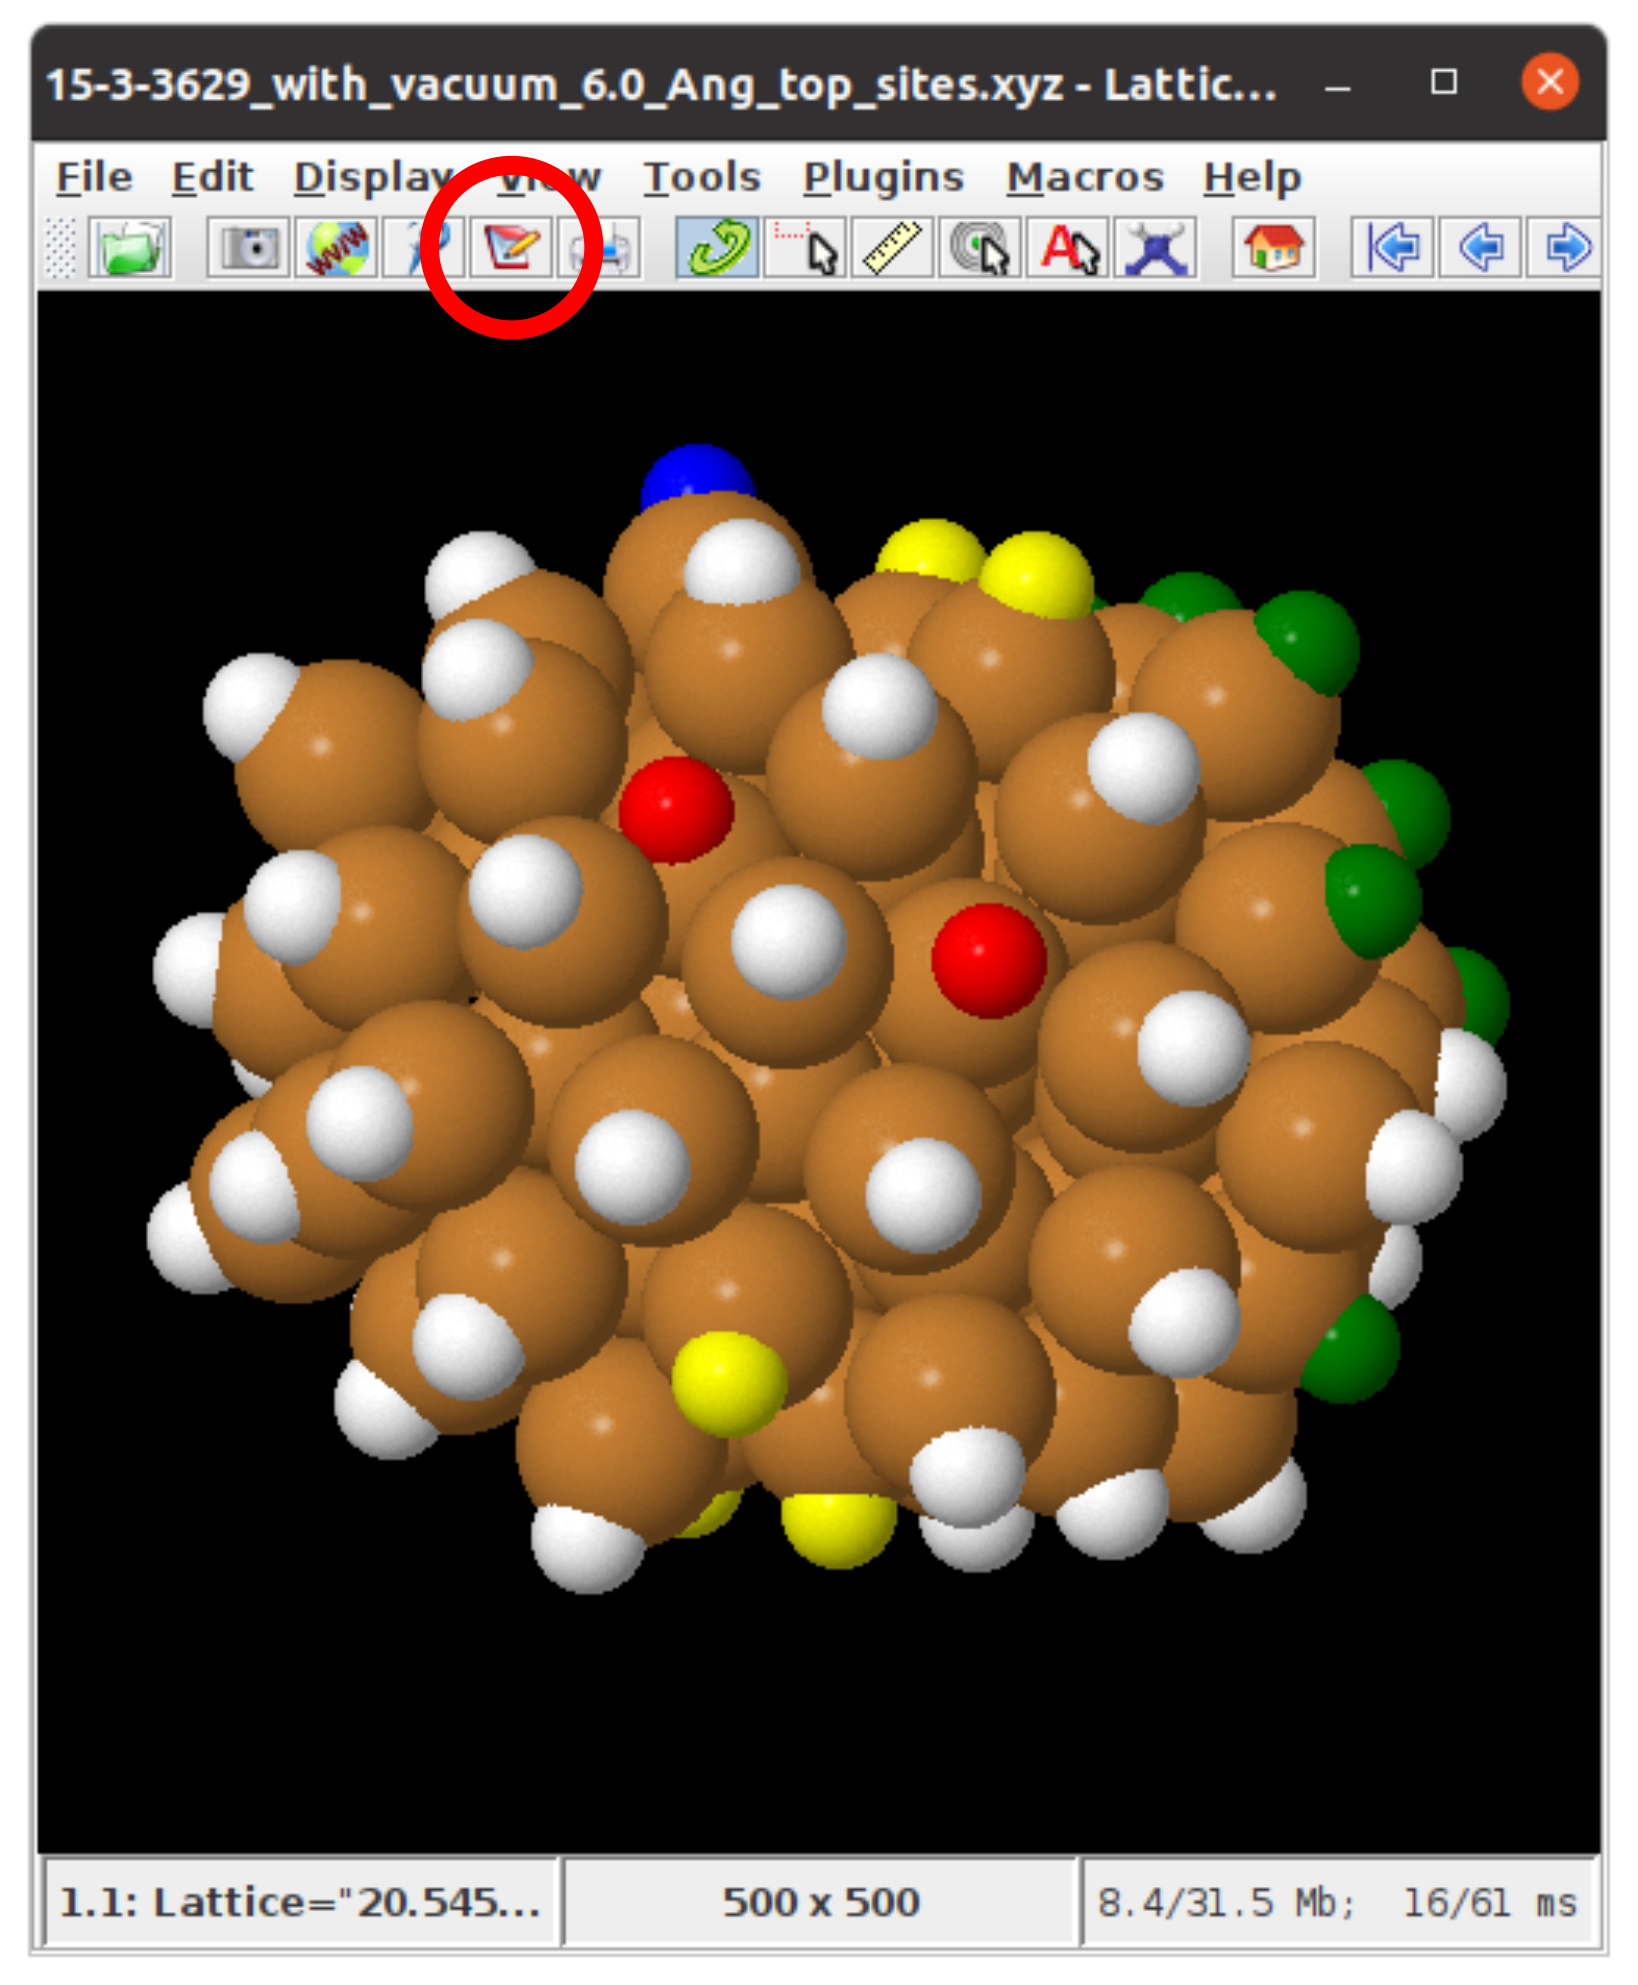 15-3-3629_with_vacuum_6.0_Ang_top_sites.xyz - Lattic...
File Edit Display View Tools Plugins Macros Help
WWW A
1.1: Lattice="20.545... 500 x 500 8.4/31.5 Mb; 16/61 ms